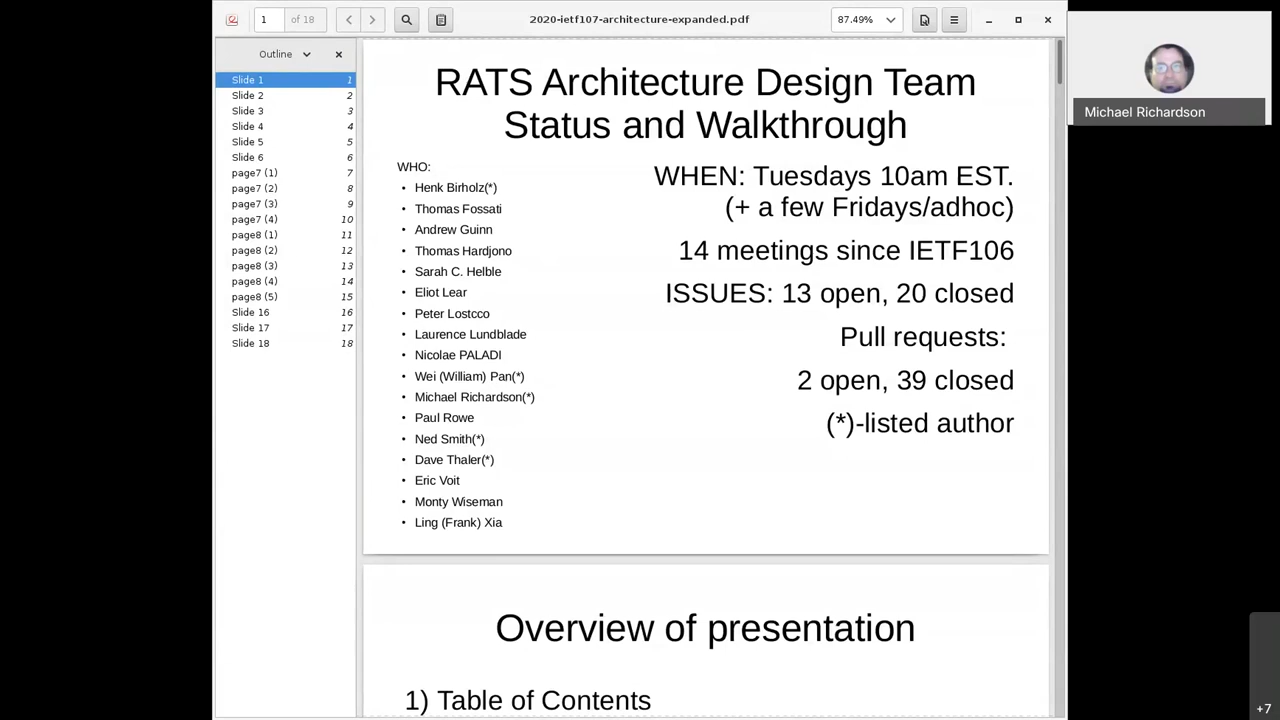 1
of 18
2020-ietf107-architecture-expanded.pdf
87.49%
Outline
Slide 1 1
Slide 2 2
Slide 3 3
Slide 4 4
Slide 5 5
Slide 6 6
page7 (1) 7
page7 (2) 8
page7 (3) 9
page7 (4) 10
page8 (1) 11
page8 (2) 12
page8 (3) 13
page8 (4) 14
page8 (5) 15
Slide 16 16
Slide 17 17
Slide 18 18
RATS Architecture Design Team
Status and Walkthrough
WHO:
• Henk Birholz(*)
• Thomas Fossati
• Andrew Guinn
• Thomas Hardjono
• Sarah C. Helble
• Eliot Lear
• Peter Lostcco
• Laurence Lundblade
• Nicolae PALADI
• Wei (William) Pan(*)
• Michael Richardson(*)
• Paul Rowe
• Ned Smith(*)
• Dave Thaler(*)
• Eric Voit
• Monty Wiseman
• Ling (Frank) Xia
WHEN: Tuesdays 10am EST.
(+ a few Fridays/adhoc)
14 meetings since IETF106
ISSUES: 13 open, 20 closed
Pull requests:
2 open, 39 closed
(*)-listed author
Overview of presentation
1) Table of Contents
Michael Richardson
+7